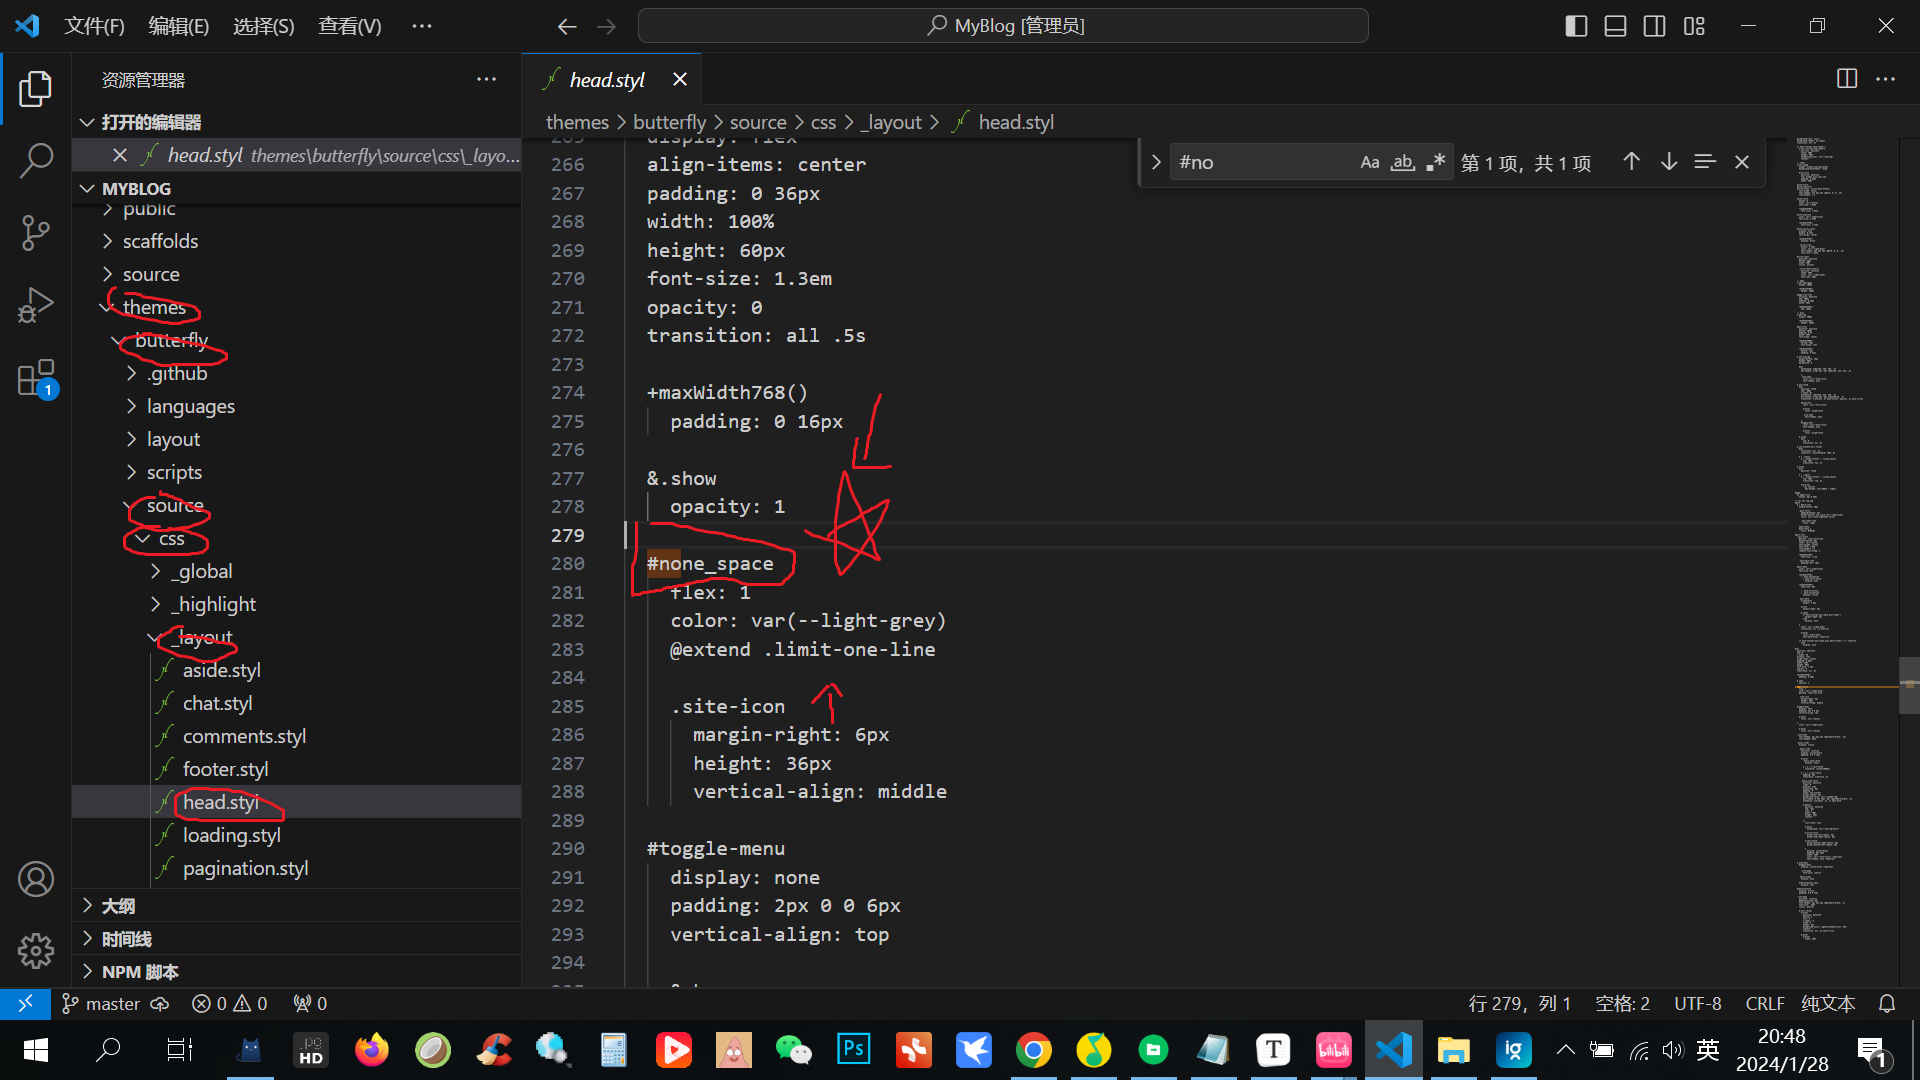 文件(F) 编辑(E) 选择(S) 查看(V) ··· MyBlog [管理员]
资源管理器 ···
打开的编辑器
head.styl themes\butterfly\source\css\_layo...
MYBLOG
public
scaffolds
source
themes
butterfly
.github
languages
layout
scripts
source
css
_global
_highlight
_layout
aside.styl
chat.styl
comments.styl
footer.styl
head.styl
loading.styl
pagination.styl
大纲
时间线
NPM 脚本
1
head.styl
themes > butterfly > source > css > _layout > head.styl
#no Aa ab .* 第 1 项，共 1 项
265 display: flex
266 align-items: center
267 padding: 0 36px
268 width: 100%
269 height: 60px
270 font-size: 1.3em
271 opacity: 0
272 transition: all .5s
273
274 +maxWidth768()
275 padding: 0 16px
276
277 &.show
278 opacity: 1
279
280 #none_space
281 flex: 1
282 color: var(--light-grey)
283 @extend .limit-one-line
284
285 .site-icon
286 margin-right: 6px
287 height: 36px
288 vertical-align: middle
289
290 #toggle-menu
291 display: none
292 padding: 2px 0 0 6px
293 vertical-align: top
294
master 0 0 0 行 279，列 1 空格: 2 UTF-8 CRLF 纯文本
.pc
HD
Ps
T
bilibili
ig
英
20:48
2024/1/28
1